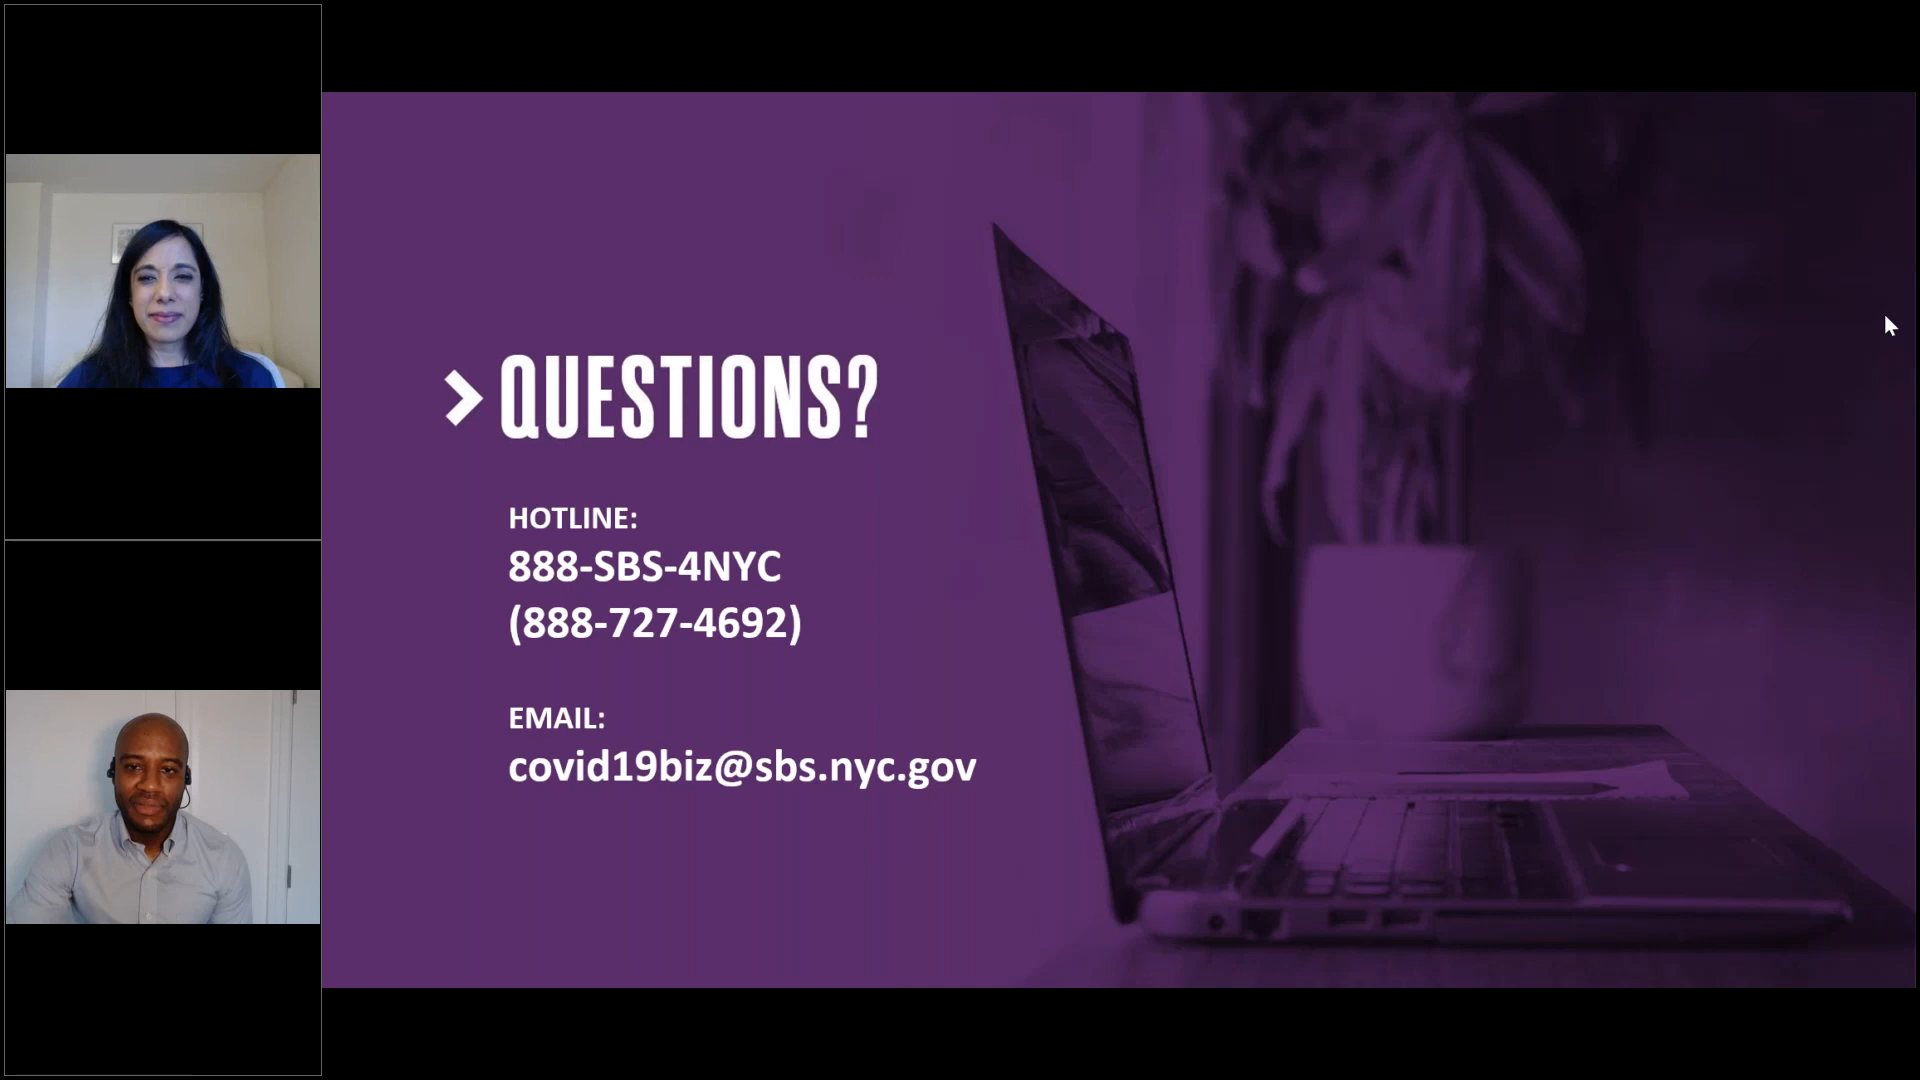 QUESTIONS?
HOTLINE:
888-SBS-4NYC
(888-727-4692)
EMAIL:
covid19biz@sbs.nyc.gov